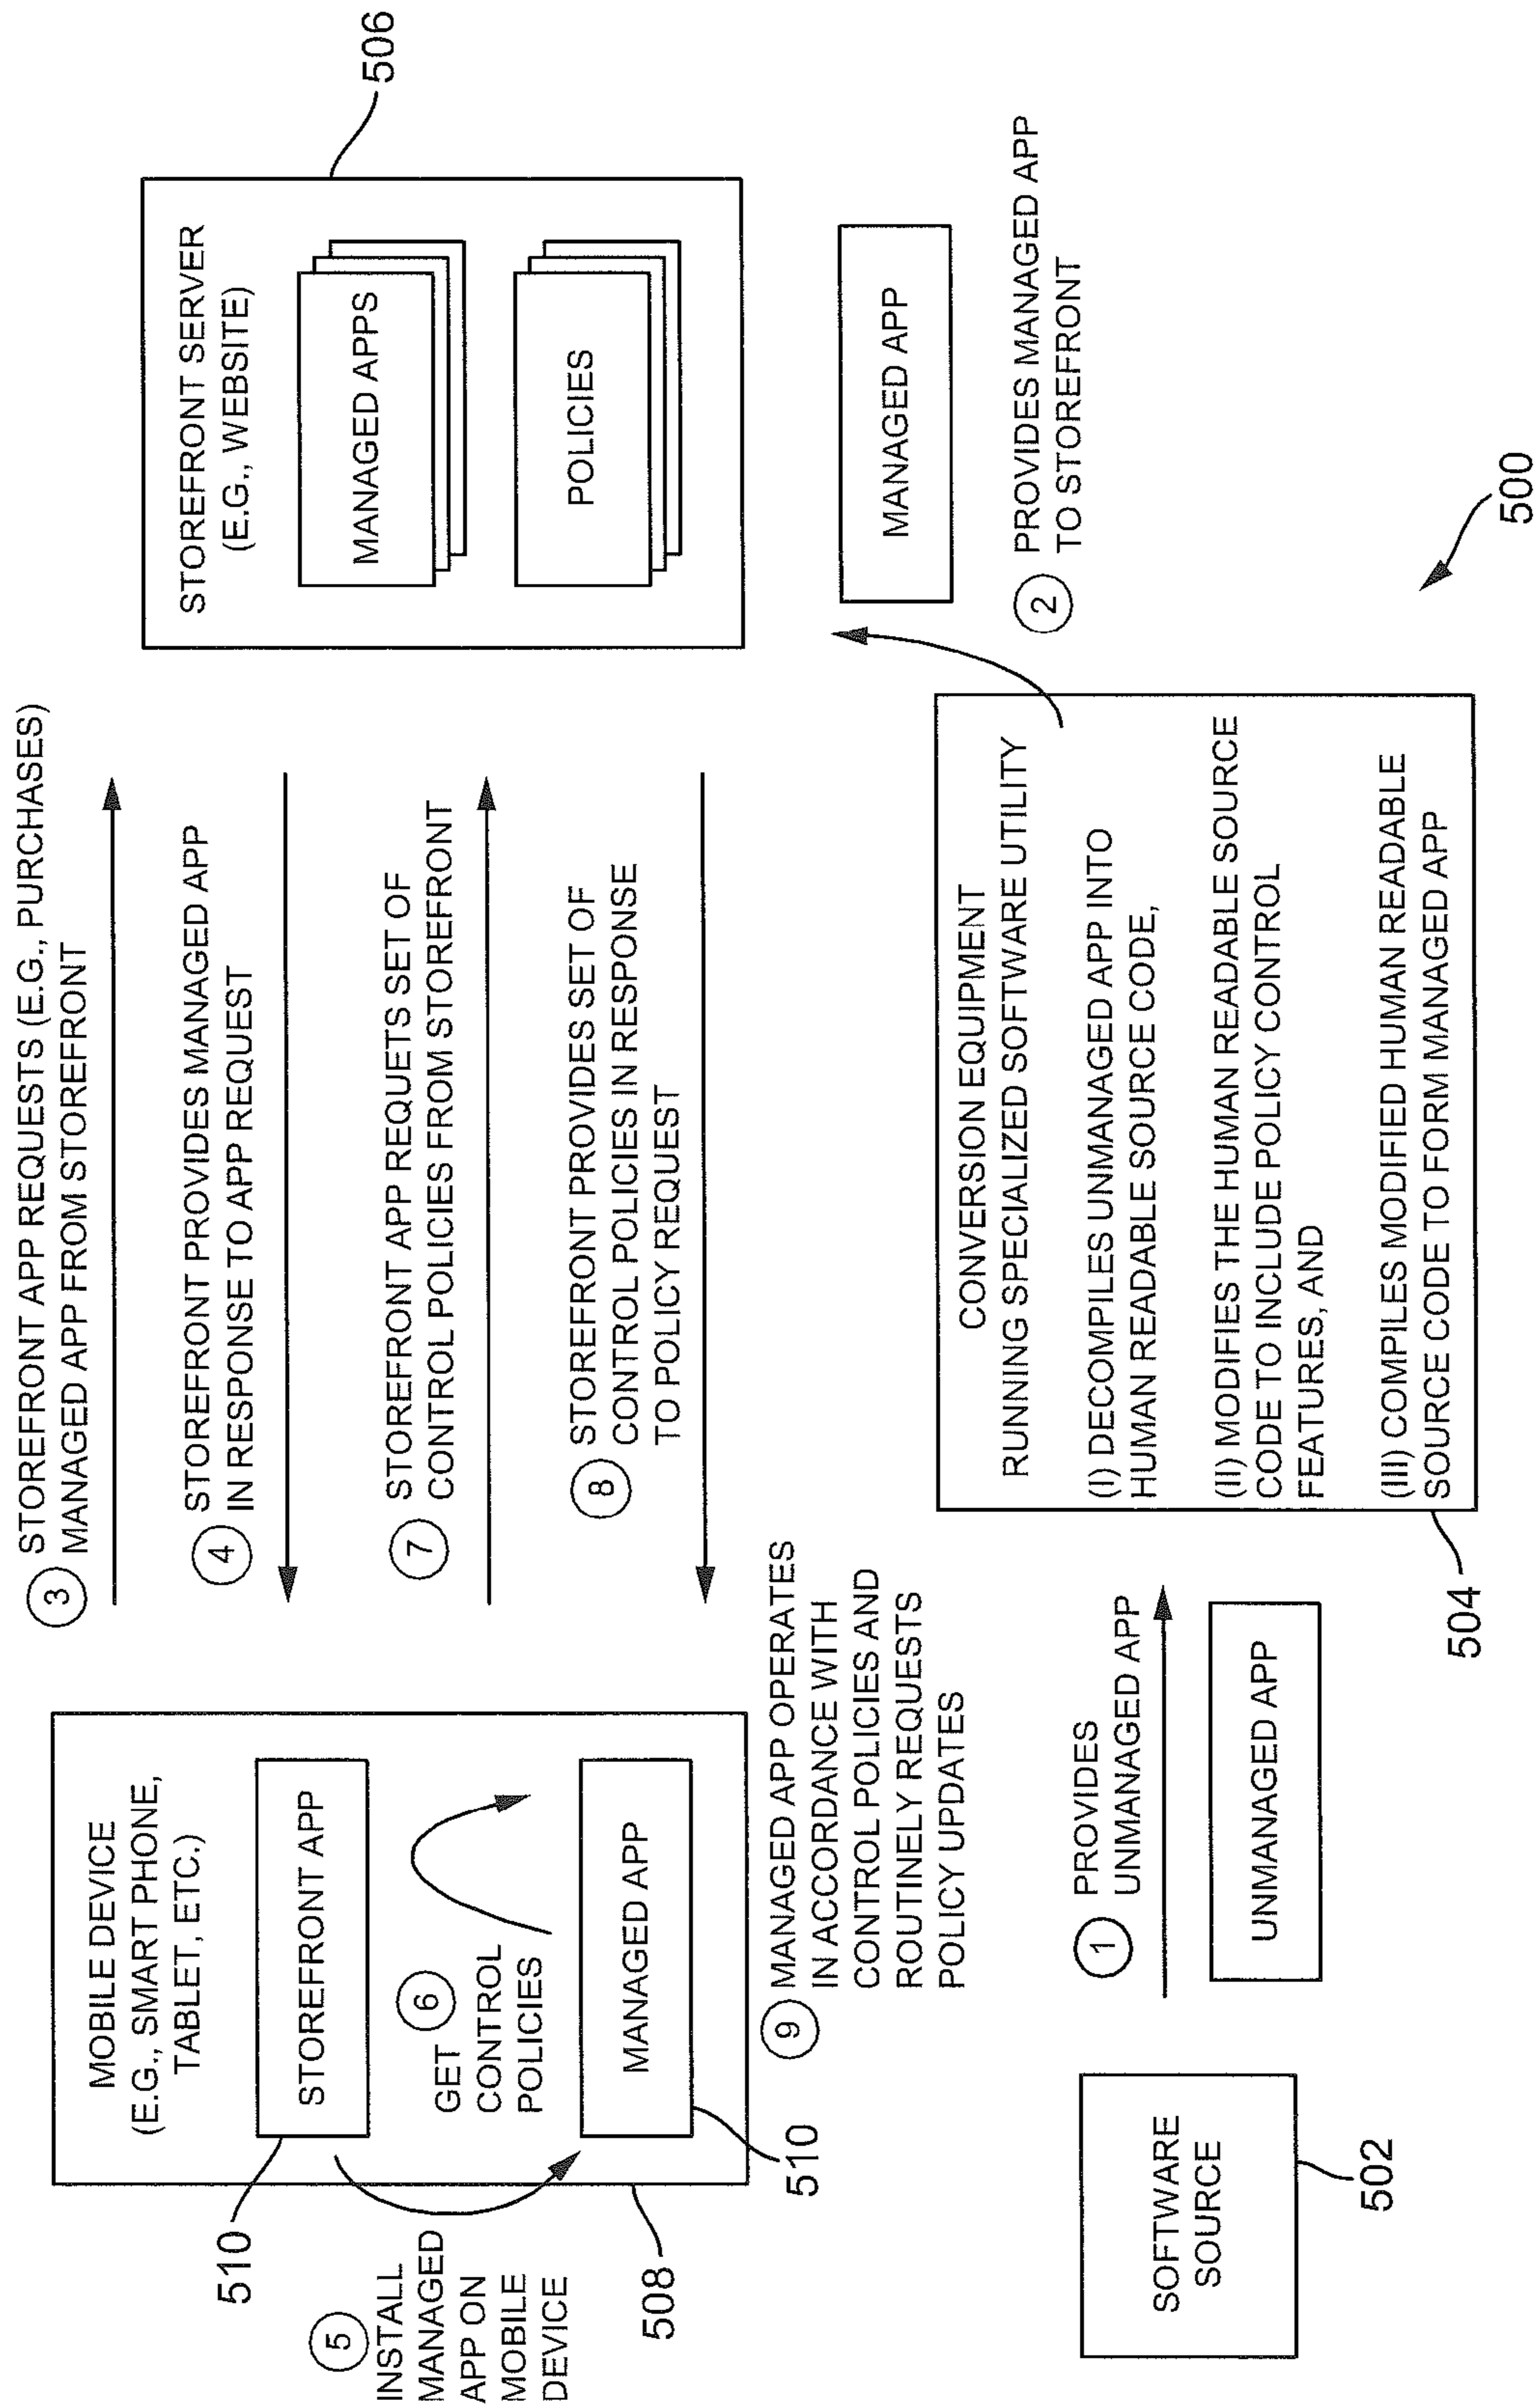 MOBILE DEVICE
(E.G., SMART PHONE,
TABLET, ETC.)
STOREFRONT APP
510
5
INSTALL
MANAGED
APP ON
MOBILE
DEVICE
6
GET
CONTROL
POLICIES
MANAGED APP
510
508
3
STOREFRONT APP REQUESTS (E.G., PURCHASES)
MANAGED APP FROM STOREFRONT
4
STOREFRONT PROVIDES MANAGED APP
IN RESPONSE TO APP REQUEST
7
STOREFRONT APP REQUETS SET OF
CONTROL POLICIES FROM STOREFRONT
8
STOREFRONT PROVIDES SET OF
CONTROL POLICIES IN RESPONSE
TO POLICY REQUEST
9
MANAGED APP OPERATES
IN ACCORDANCE WITH
CONTROL POLICIES AND
ROUTINELY REQUESTS
POLICY UPDATES
STOREFRONT SERVER
(E.G., WEBSITE)
MANAGED APPS
POLICIES
506
MANAGED APP
2
PROVIDES MANAGED APP
TO STOREFRONT
SOFTWARE
SOURCE
502
1
PROVIDES
UNMANAGED APP
UNMANAGED APP
CONVERSION EQUIPMENT
RUNNING SPECIALIZED SOFTWARE UTILITY
(I) DECOMPILES UNMANAGED APP INTO
HUMAN READABLE SOURCE CODE,
(II) MODIFIES THE HUMAN READABLE SOURCE
CODE TO INCLUDE POLICY CONTROL
FEATURES, AND
(III) COMPILES MODIFIED HUMAN READABLE
SOURCE CODE TO FORM MANAGED APP
504
500